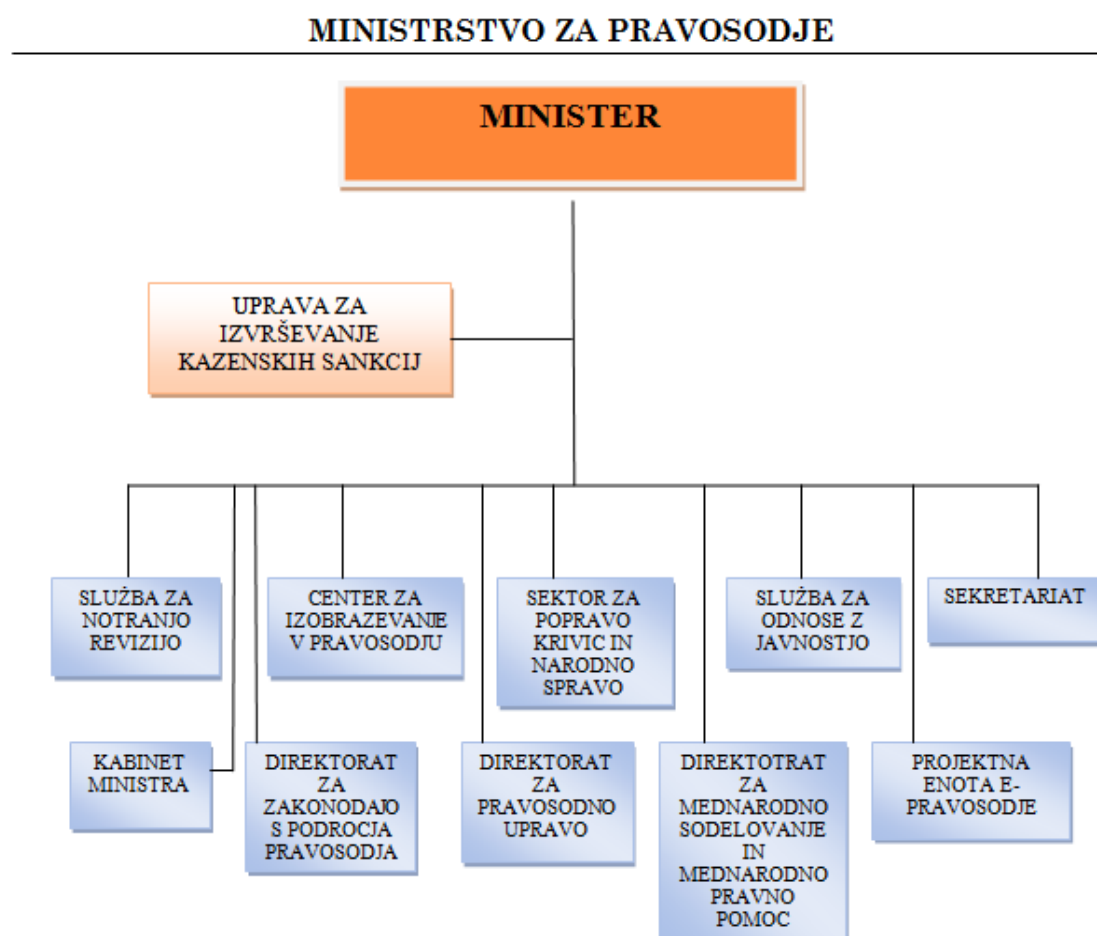 MINISTRSTVO ZA PRAVOSODJE
MINISTER
UPRAVA ZA
IZVRŠEVANJE
KAZENSKIH SANKCIJ
SLUŽBA ZA
NOTRANJO
REVIZIJO
CENTER ZA
IZOBRAZEVANJE
V PRAVOSODJU
SEKTOR ZA
POPRAVO
KRIVIC IN
NARODNO
SPRAVO
SLUŽBA ZA
ODNOSE Z
JAVNOSTJO
SEKRETARIAT
KABINET
MINISTRA
DIREKTORAT
ZA
ZAKONODAJO
S PODROCJA
PRAVOSODJA
DIREKTORAT
ZA
PRAVOSODNO
UPRAVO
DIREKTOTRAT
ZA
MEDNARODNO
SODELOVANJE
IN
MEDNARODNO
PRAVNO
POMOC
PROJEKTNA
ENOTA E-
PRAVOSODJE